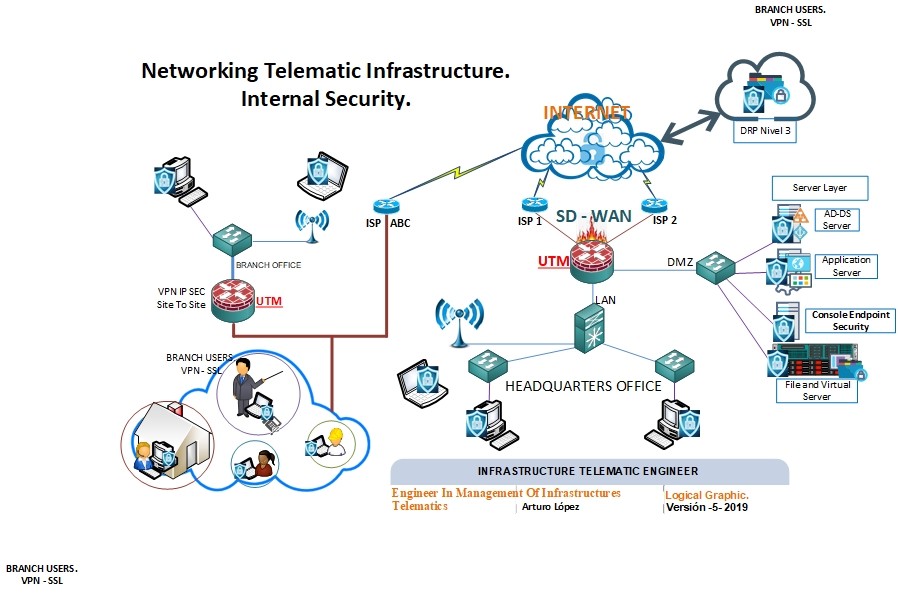 BRANCH USERS.
VPN - SSL
Networking Telematic Infrastructure.
Internal Security.
INTERNET
DRP Nivel 3
Server Layer
ISP ABC
ISP 1
ISP 2
SD - WAN
AD-DS
Server
BRANCH OFFICE
UTM
DMZ
Application
Server
VPN IP SEC
Site To Site
UTM
LAN
Console Endpoint
Security
BRANCH USERS.
VPN - SSL
HEADQUARTERS OFFICE
File and Virtual
Server
INFRASTRUCTURE TELEMATIC ENGINEER
Engineer In Management Of Infrastructures
Telematics
Arturo López
Logical Graphic.
Versión -5- 2019
BRANCH USERS.
VPN - SSL